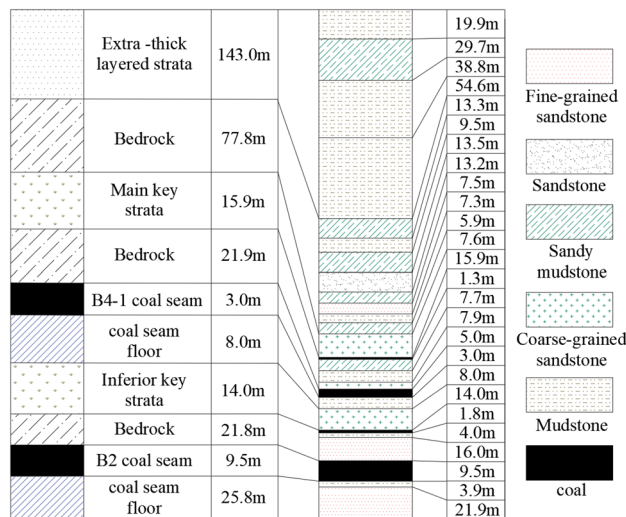 Extra -thick
layered strata
143.0m
Bedrock
77.8m
Main key
strata
15.9m
Bedrock
21.9m
B4-1 coal seam
3.0m
coal seam
floor
8.0m
Inferior key
strata
14.0m
Bedrock
21.8m
B2 coal seam
9.5m
coal seam
floor
25.8m
19.9m
29.7m
38.8m
54.6m
13.3m
9.5m
13.5m
13.2m
7.5m
7.3m
5.9m
7.6m
15.9m
1.3m
7.7m
7.9m
5.0m
3.0m
8.0m
14.0m
1.8m
4.0m
16.0m
9.5m
3.9m
21.9m
Fine-grained
sandstone
Sandstone
Sandy
mudstone
Coarse-grained
sandstone
Mudstone
coal